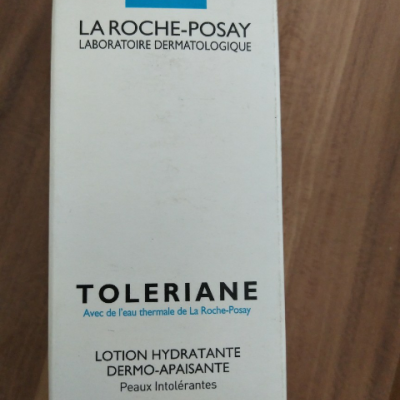 LA ROCHE-POSAY
LABORATOIRE DERMATOLOGIQUE
TOLERIANE
Avec de l'eau thermale de La Roche-Posay
LOTION HYDRATANTE
DERMO-APAISANTE
Peaux Intolérantes